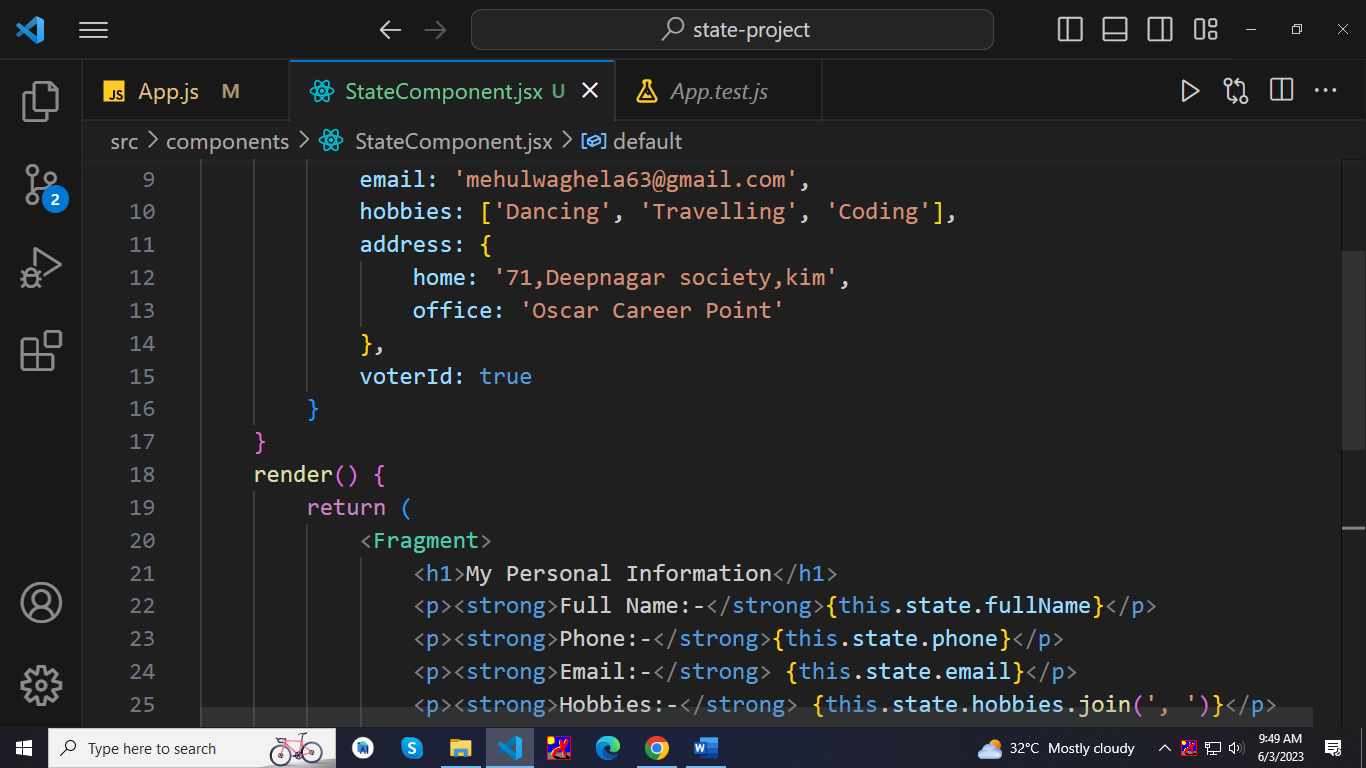 state-project
App.js M StateComponent.jsx U App.test.js
src > components > StateComponent.jsx > default
9 email: 'mehulwaghela63@gmail.com',
10 hobbies: ['Dancing', 'Travelling', 'Coding'],
11 address: {
12 home: '71,Deepnagar society,kim',
13 office: 'Oscar Career Point'
14 },
15 voterId: true
16 }
17 }
18 render() {
19 return (
20 <Fragment>
21 <h1>My Personal Information</h1>
22 <p><strong>Full Name:-</strong>{this.state.fullName}</p>
23 <p><strong>Phone:-</strong>{this.state.phone}</p>
24 <p><strong>Email:-</strong> {this.state.email}</p>
25 <p><strong>Hobbies:-</strong> {this.state.hobbies.join(', ')}</p>
2
Type here to search
32°C Mostly cloudy
9:49 AM
6/3/2023